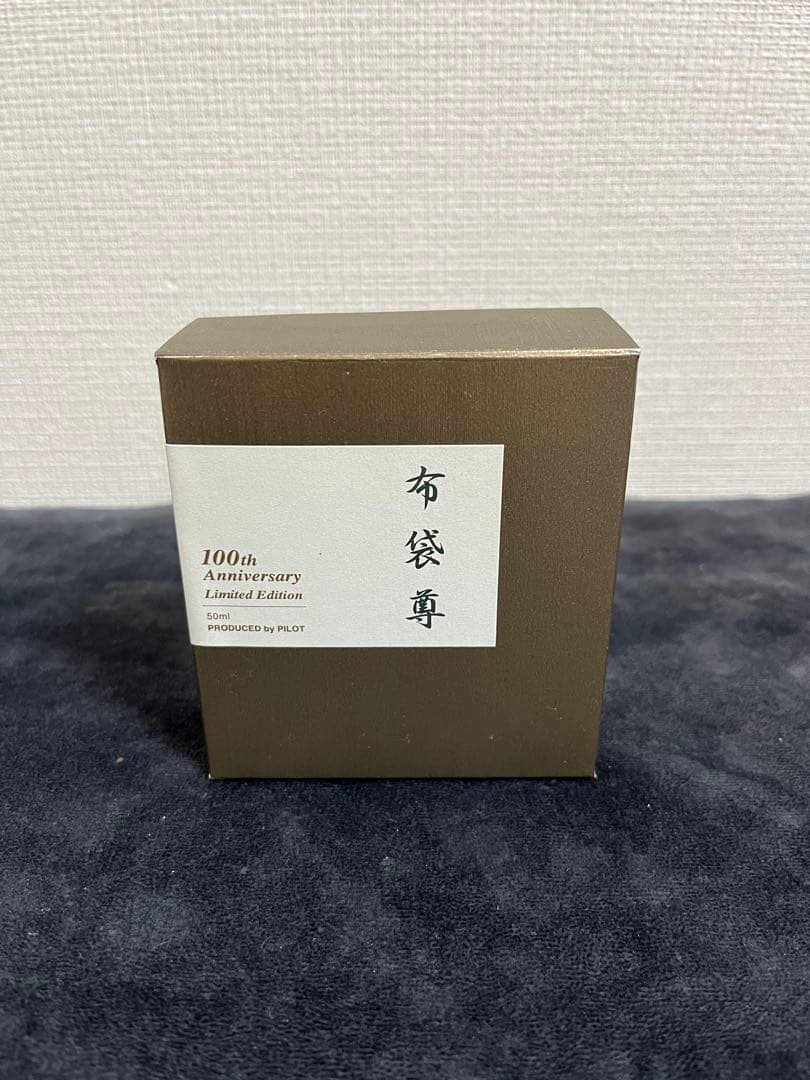 布袋尊
100th
Anniversary
Limited Edition
50ml
PRODUCED by PILOT